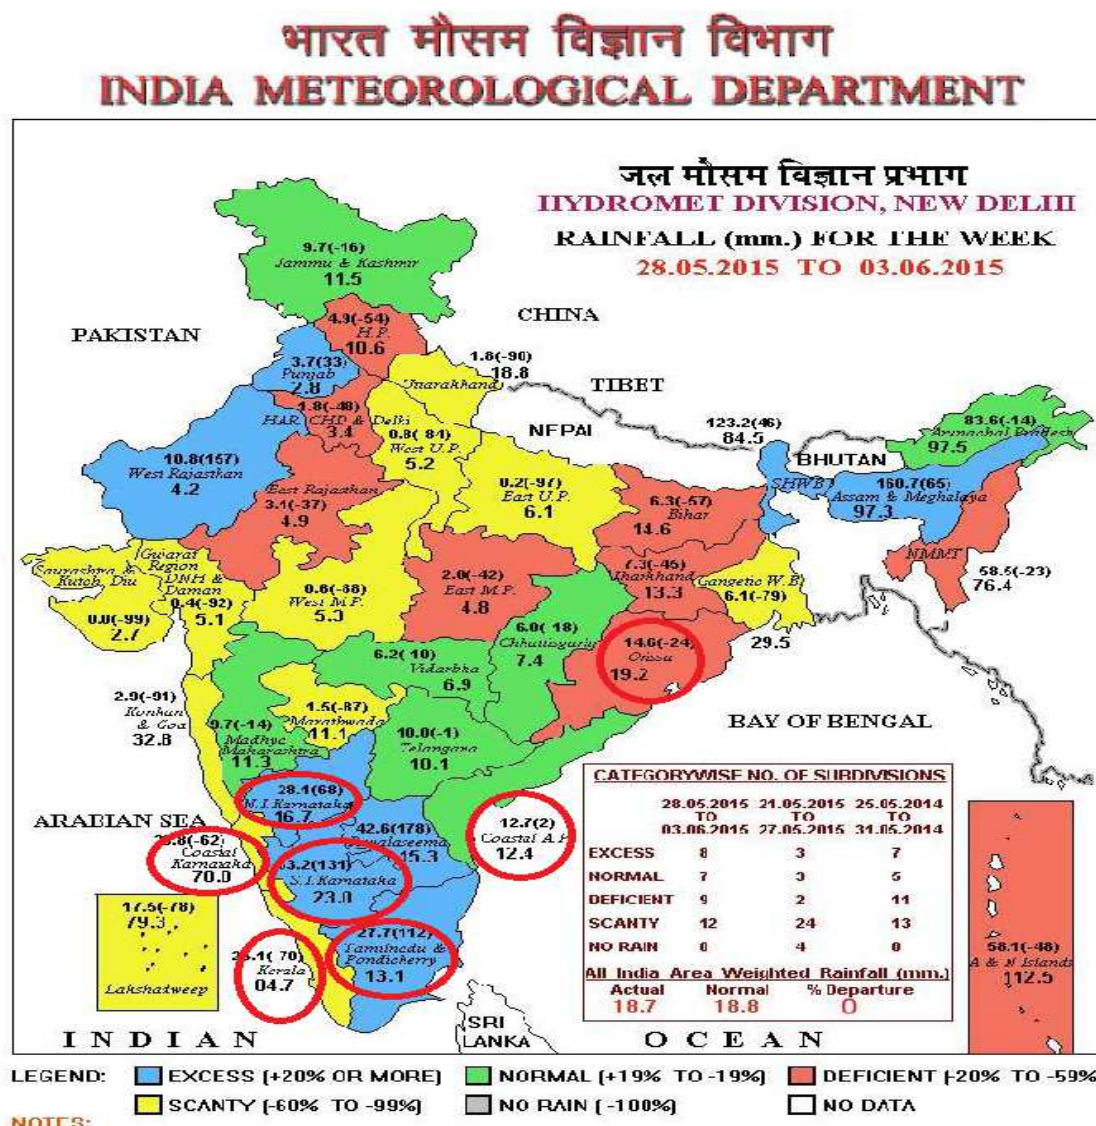 भारत मौसम विज्ञान विभाग
INDIA METEOROLOGICAL DEPARTMENT
जल मौसम विज्ञान प्रभाग
HYDROMET DIVISION, NEW DELHI
RAINFALL (mm.) FOR THE WEEK
28.05.2015 TO 03.06.2015
9.7(-16)
Jammu & Kashmir
11.5
CHINA
PAKISTAN
4.9(-54)
H.P.
10.6
3.7(33)
Punjab
2.8
1.8(-90)
18.8
Uttarakhand
TIBET
1.8(-48)
HAR. CHD & Delhi
3.4
NEPAL
0.8( 84)
West U.P.
5.2
123.2(46)
84.5
83.6(-14)
Arunachal Pradesh
97.5
BHUTAN
10.8(157)
West Rajasthan
4.2
0.2(-97)
East U.P.
6.1
SHWB
160.7(65)
Assam & Meghalaya
97.3
East Rajasthan
3.1(-37)
4.9
6.3(-57)
Bihar
14.6
NMMT
58.5(-23)
76.4
Saurashtra &
Kutch, Diu
0.0(-99)
2.7
Gujarat
Region
DNH &
Daman
0.4(-92)
5.1
West M.P.
5.3
2.0(-42)
East M.P.
4.8
Jharkhand
13.3
Gangetic W.B.
6.1(-79)
29.5
6.0( 18)
Chhattisgarh
7.4
14.6(-24)
Orissa
19.2
6.2( 10)
Vidarbha
6.9
2.9(-91)
Konkan
& Goa
32.8
1.5(-87)
Marathwada
11.1
9.7(-14)
Madhya
Maharashtra
11.3
10.0(-1)
Telangana
10.1
BAY OF BENGAL
28.1(68)
N.I.Karnataka
16.7
ARABIAN SEA
(-62)
Coastal
Karnataka
70.0
42.6(178)
Rayalaseema
15.3
12.7(2)
Coastal A.P.
12.4
(131)
S.I.Karnataka
23.0
17.5(-78)
79.3
Lakshadweep
27.7(112)
Tamilnadu &
Pondicherry
13.1
( 70)
Kerala
04.7
CATEGORYWISE NO. OF SUBDIVISIONS
28.05.2015 21.05.2015 25.05.2014
TO TO TO
03.06.2015 27.05.2015 31.05.2014
EXCESS 8 3 7
NORMAL 7 3 5
DEFICIENT 9 2 11
SCANTY 12 24 13
NO RAIN 0 4 0
All India Area Weighted Rainfall (mm.)
Actual Normal % Departure
18.7 18.8 0
58.1(-48)
A & N Islands
112.5
SRI
LANKA
INDIAN OCEAN
LEGEND: EXCESS (+20% OR MORE) NORMAL (+19% TO -19%) DEFICIENT (-20% TO -59%
SCANTY (-60% TO -99%) NO RAIN (-100%) NO DATA
NOTES: